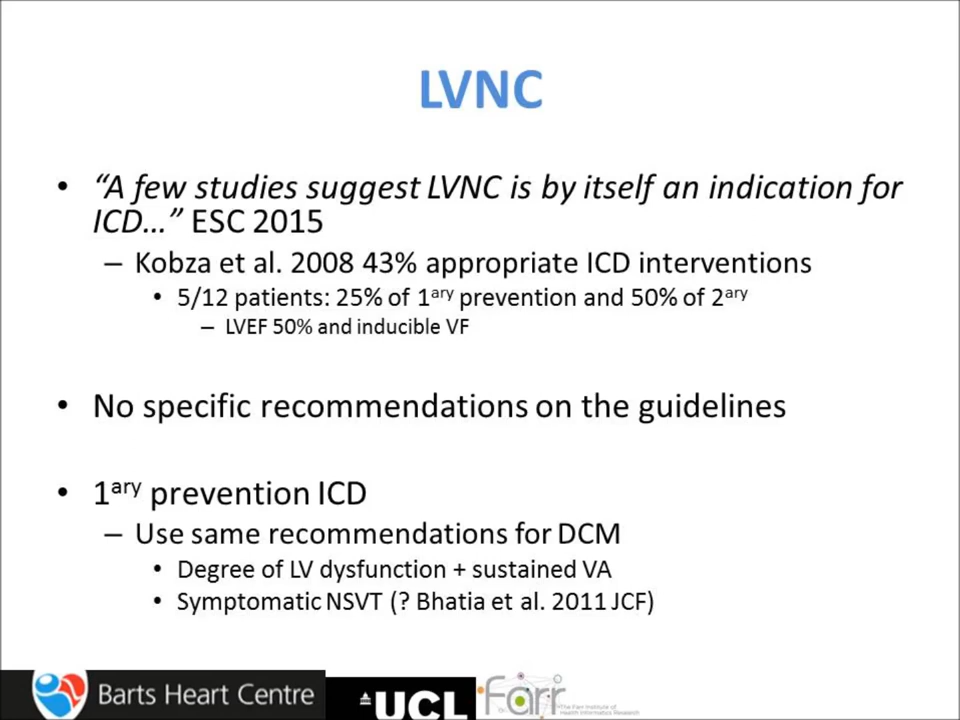 LVNC
• “A few studies suggest LVNC is by itself an indication for
ICD…” ESC 2015
– Kobza et al. 2008 43% appropriate ICD interventions
• 5/12 patients: 25% of 1ary prevention and 50% of 2ary
– LVEF 50% and inducible VF
• No specific recommendations on the guidelines
• 1ary prevention ICD
– Use same recommendations for DCM
• Degree of LV dysfunction + sustained VA
• Symptomatic NSVT (? Bhatia et al. 2011 JCF)
Barts Heart Centre
UCL
Farr
The Farr Institute of
Health Informatics Research